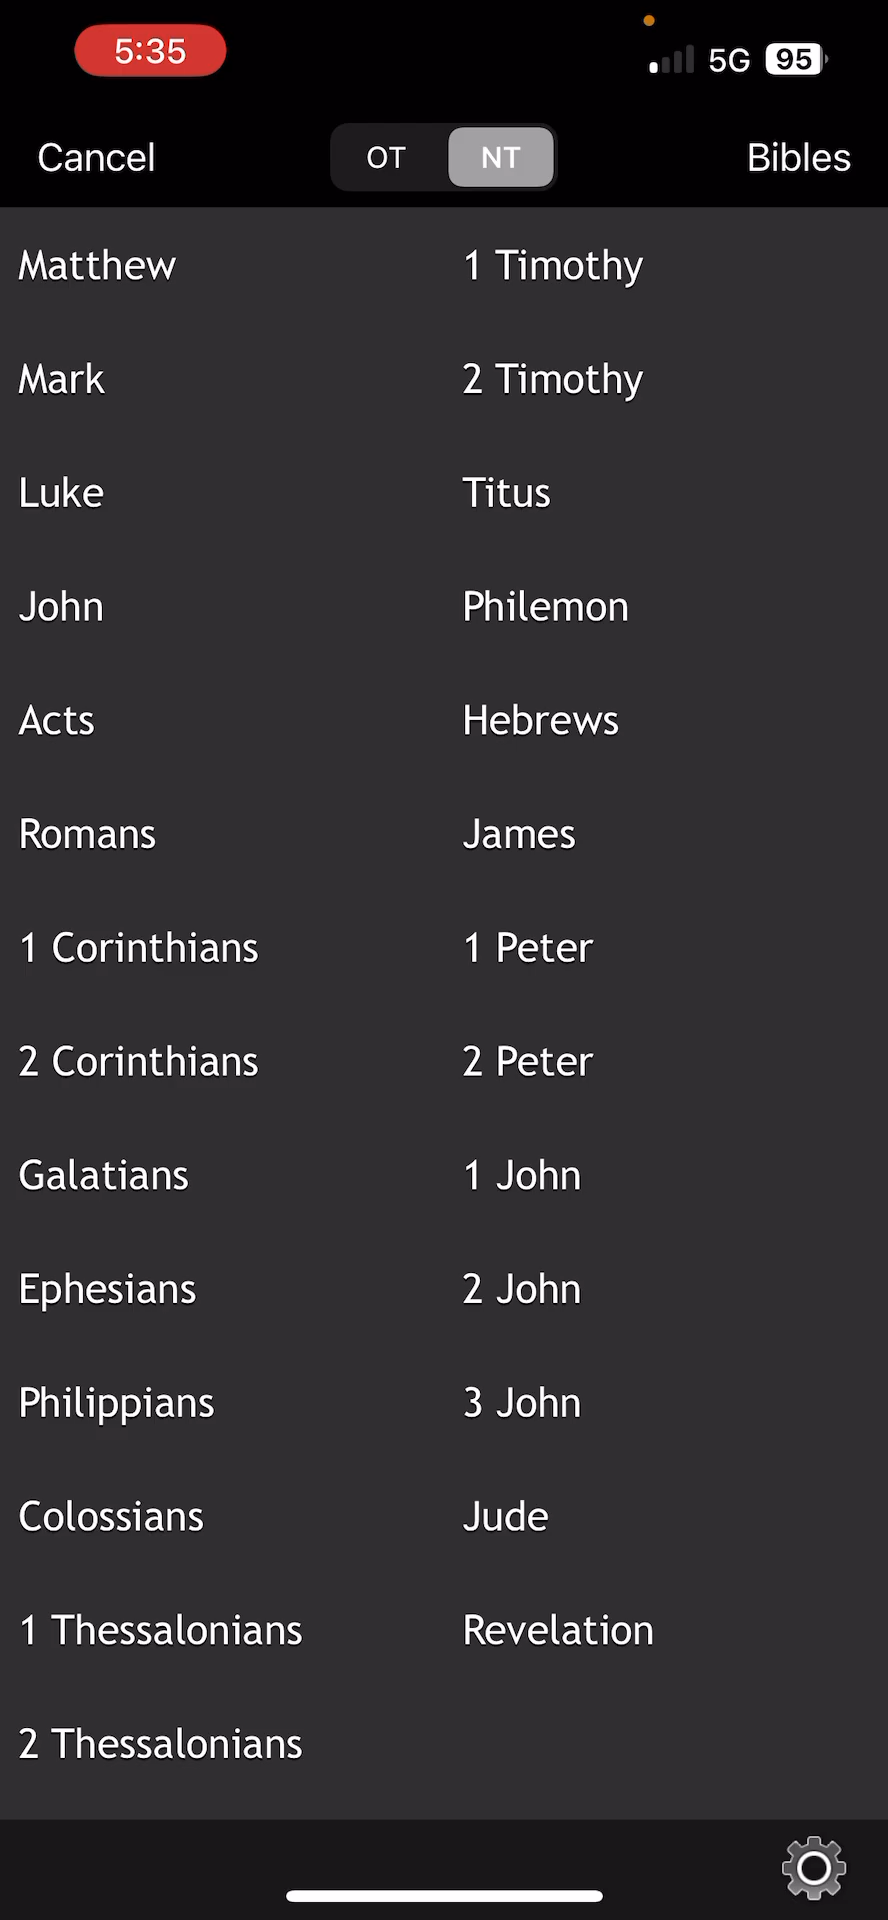 5:35
5G 95
Cancel OT NT Bibles
Matthew
Mark
Luke
John
Acts
Romans
1 Corinthians
2 Corinthians
Galatians
Ephesians
Philippians
Colossians
1 Thessalonians
2 Thessalonians
1 Timothy
2 Timothy
Titus
Philemon
Hebrews
James
1 Peter
2 Peter
1 John
2 John
3 John
Jude
Revelation